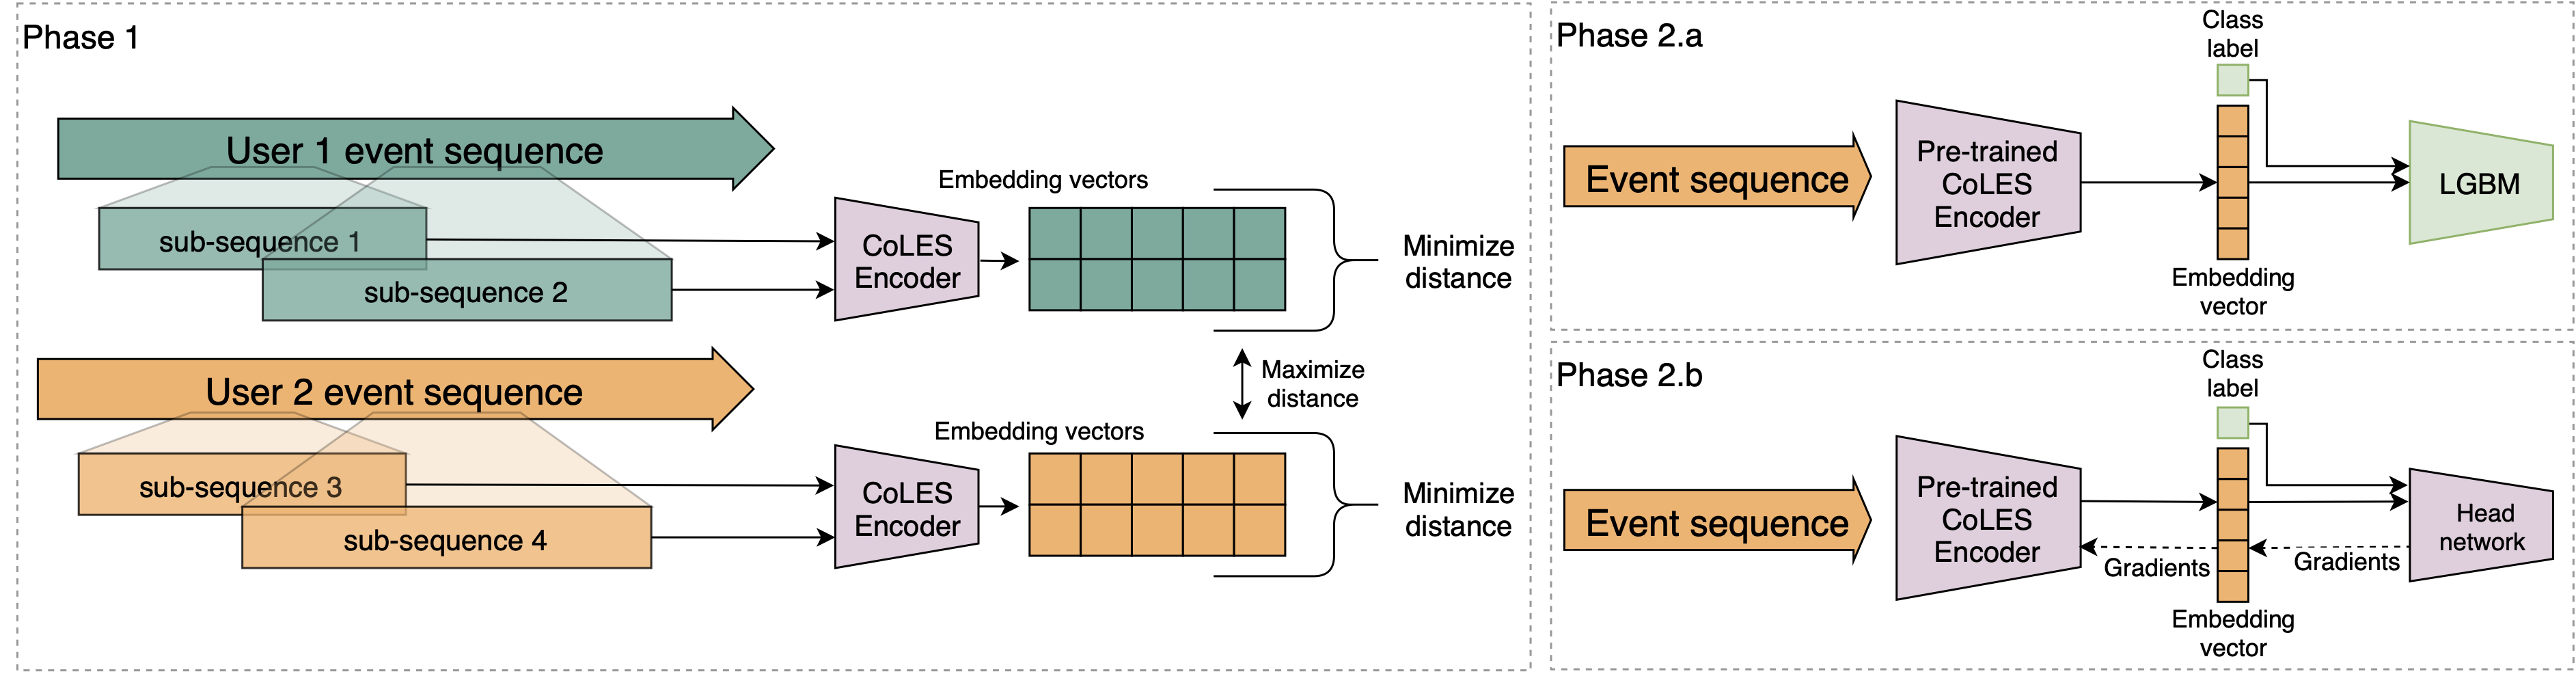 Phase 1
User 1 event sequence
sub-sequence 1
sub-sequence 2
CoLES
Encoder
Embedding vectors
Minimize
distance
Maximize
distance
User 2 event sequence
sub-sequence 3
sub-sequence 4
CoLES
Encoder
Embedding vectors
Minimize
distance
Phase 2.a
Event sequence
Pre-trained
CoLES
Encoder
Class
label
Embedding
vector
LGBM
Phase 2.b
Event sequence
Pre-trained
CoLES
Encoder
Class
label
Gradients
Gradients
Embedding
vector
Head
network